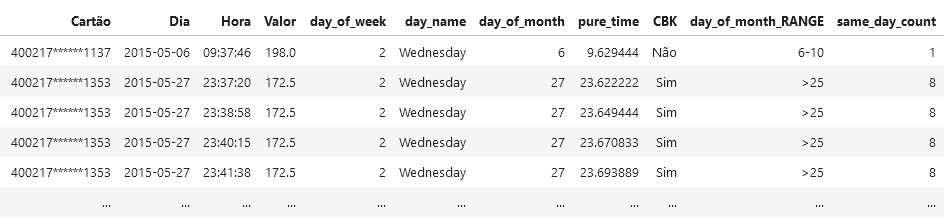 Cartão Dia Hora Valor day_of_week day_name day_of_month pure_time CBK day_of_month_RANGE same_day_count
400217******1137 2015-05-06 09:37:46 198.0 2 Wednesday 6 9.629444 Não 6-10 1
400217******1353 2015-05-27 23:37:20 172.5 2 Wednesday 27 23.622222 Sim >25 8
400217******1353 2015-05-27 23:38:58 172.5 2 Wednesday 27 23.649444 Sim >25 8
400217******1353 2015-05-27 23:40:15 172.5 2 Wednesday 27 23.670833 Sim >25 8
400217******1353 2015-05-27 23:41:38 172.5 2 Wednesday 27 23.693889 Sim >25 8
... ... ... ... ... ... ... ... ... ... ...